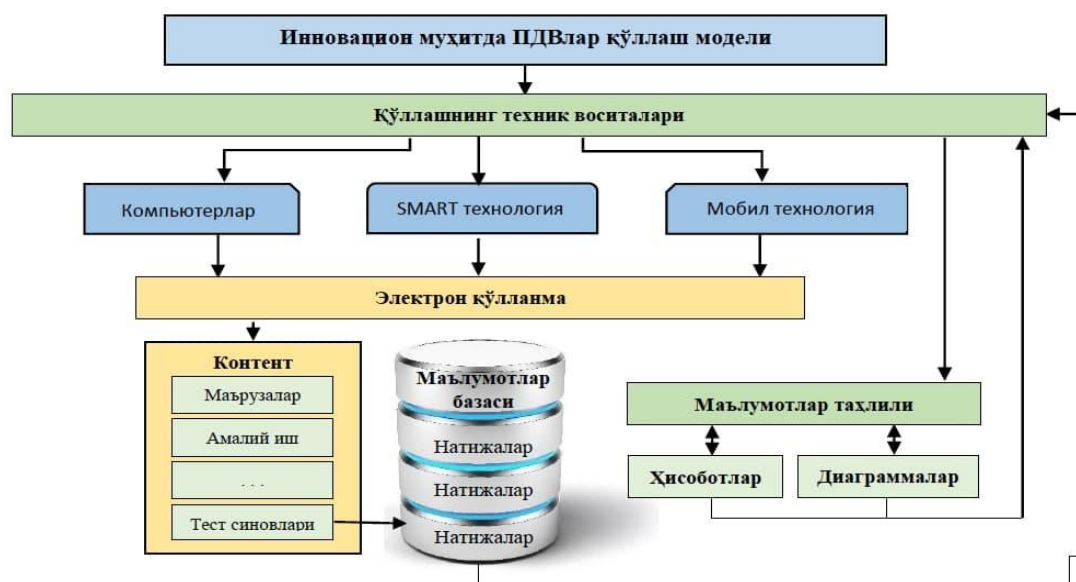 Инновацион муҳитда ПДВлар қўллаш модели
Қўллашнинг техник воситалари
Компьютерлар
SMART технология
Мобил технология
Электрон қўлланма
Контент
Маърузалар
Амалий иш
. . .
Тест синовлари
Маълумотлар
базаси
Натижалар
Натижалар
Натижалар
Маълумотлар таҳлили
Ҳисоботлар
Диаграммалар